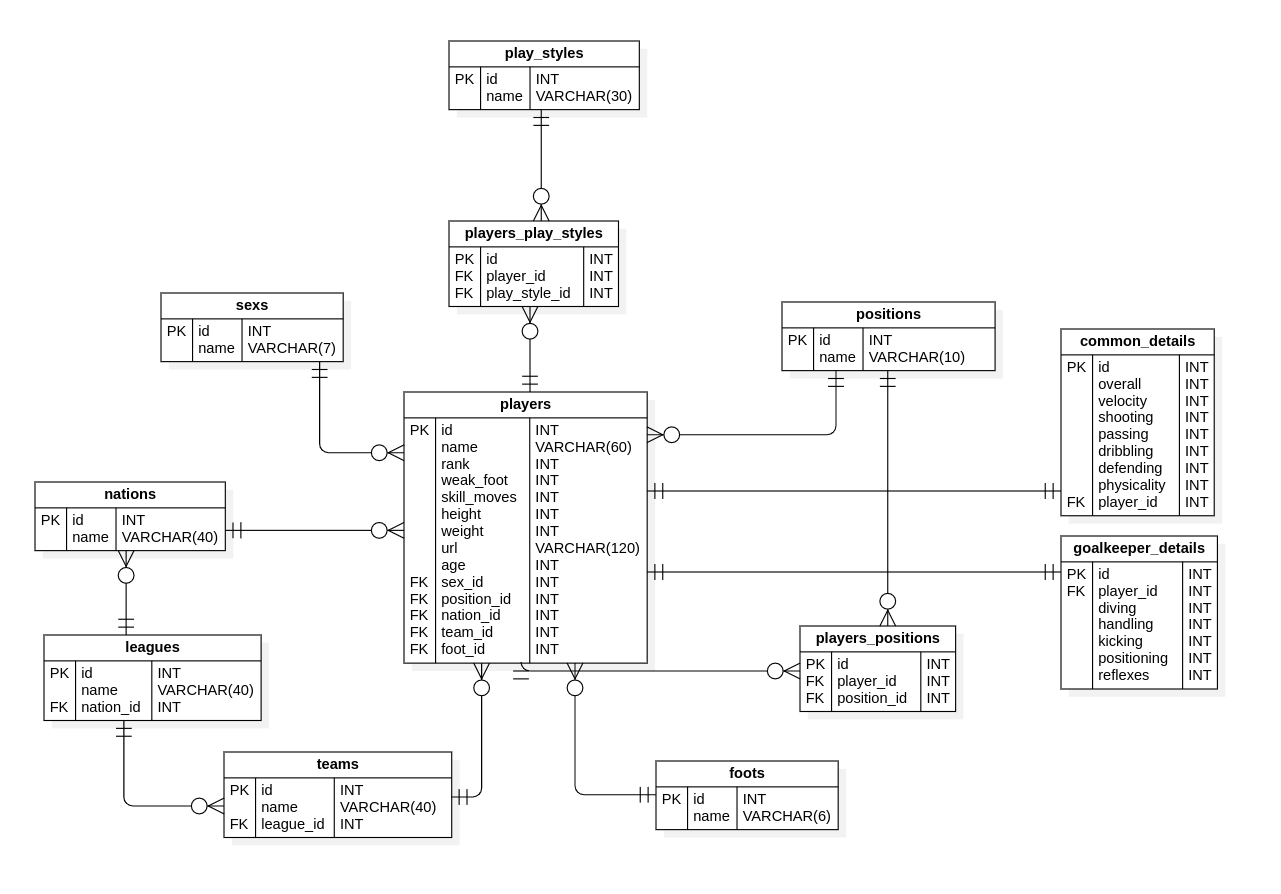 play_styles
PK id INT
name VARCHAR(30)
players_play_styles
PK id INT
FK player_id INT
FK play_style_id INT
sexs
PK id INT
name VARCHAR(7)
positions
PK id INT
name VARCHAR(10)
common_details
PK id INT
overall INT
velocity INT
shooting INT
passing INT
dribbling INT
defending INT
physicality INT
FK player_id INT
players
PK id INT
name VARCHAR(60)
rank INT
weak_foot INT
skill_moves INT
height INT
weight INT
url VARCHAR(120)
age INT
FK sex_id INT
FK position_id INT
FK nation_id INT
FK team_id INT
FK foot_id INT
nations
PK id INT
name VARCHAR(40)
goalkeeper_details
PK id INT
FK player_id INT
diving INT
handling INT
kicking INT
positioning INT
reflexes INT
leagues
PK id INT
name VARCHAR(40)
FK nation_id INT
players_positions
PK id INT
FK player_id INT
FK position_id INT
teams
PK id INT
name VARCHAR(40)
FK league_id INT
foots
PK id INT
name VARCHAR(6)